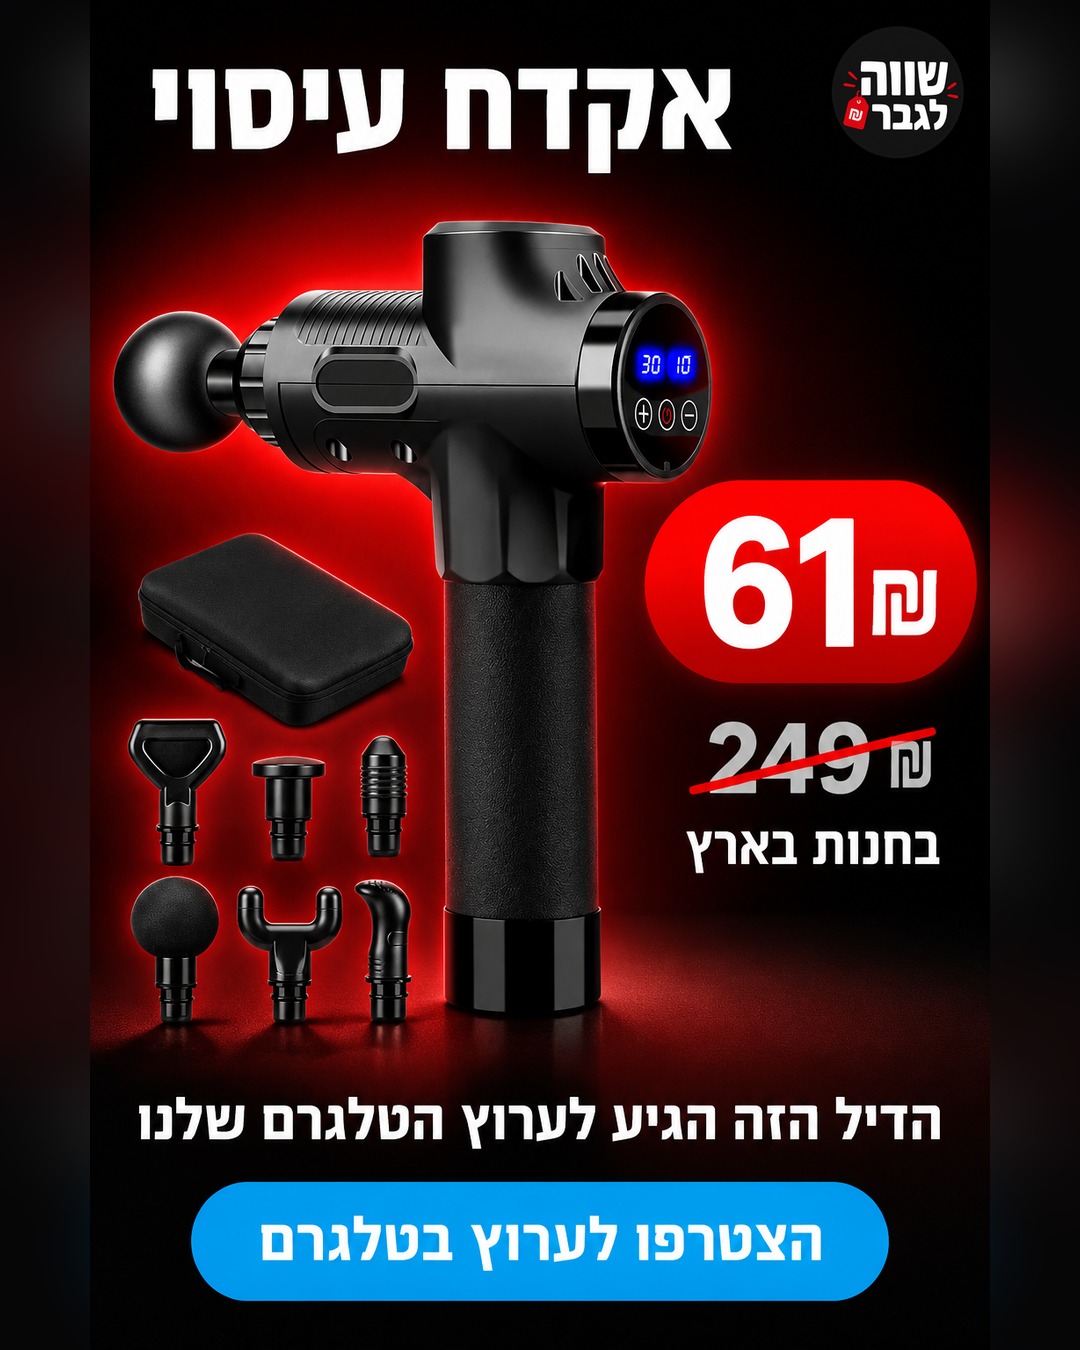 אקדח עיסוי
שווה
לגבר
₪
30 10
61₪
249 ₪
בחנות בארץ
הדיל הזה הגיע לערוץ הטלגרם שלנו
הצטרפו לערוץ בטלגרם